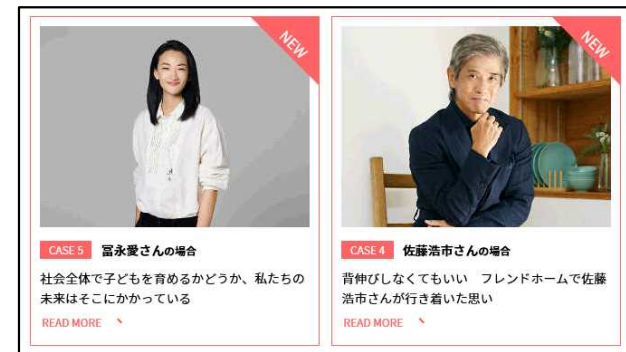 NEW
CASE 5 冨永愛さんの場合
社会全体で子どもを育めるかどうか、私たちの
未来はそこにかかっている
READ MORE
NEW
CASE 4 佐藤浩市さんの場合
背伸びしなくてもいい　フレンドホームで佐藤
浩市さんが行き着いた思い
READ MORE